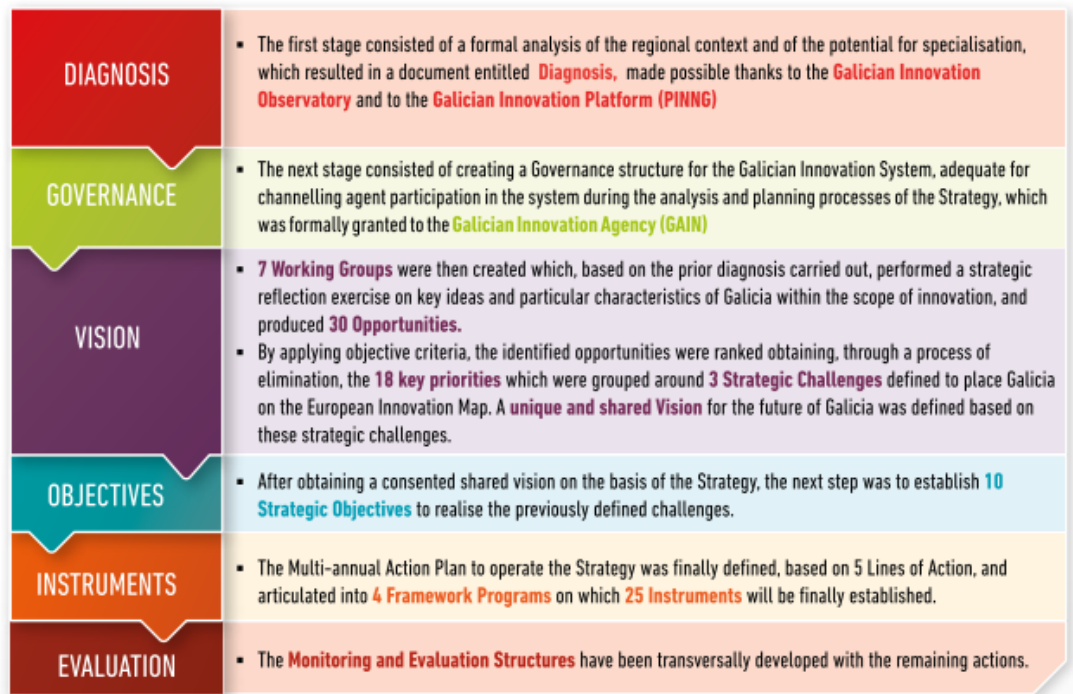 DIAGNOSIS
▪ The first stage consisted of a formal analysis of the regional context and of the potential for specialisation,
which resulted in a document entitled Diagnosis, made possible thanks to the Galician Innovation
Observatory and to the Galician Innovation Platform (PINNG)
GOVERNANCE
▪ The next stage consisted of creating a Governance structure for the Galician Innovation System, adequate for
channelling agent participation in the system during the analysis and planning processes of the Strategy, which
was formally granted to the Galician Innovation Agency (GAIN)
VISION
▪ 7 Working Groups were then created which, based on the prior diagnosis carried out, performed a strategic
reflection exercise on key ideas and particular characteristics of Galicia within the scope of innovation, and
produced 30 Opportunities.
▪ By applying objective criteria, the identified opportunities were ranked obtaining, through a process of
elimination, the 18 key priorities which were grouped around 3 Strategic Challenges defined to place Galicia
on the European Innovation Map. A unique and shared Vision for the future of Galicia was defined based on
these strategic challenges.
OBJECTIVES
▪ After obtaining a consented shared vision on the basis of the Strategy, the next step was to establish 10
Strategic Objectives to realise the previously defined challenges.
INSTRUMENTS
▪ The Multi-annual Action Plan to operate the Strategy was finally defined, based on 5 Lines of Action, and
articulated into 4 Framework Programs on which 25 Instruments will be finally established.
EVALUATION
▪ The Monitoring and Evaluation Structures have been transversally developed with the remaining actions.